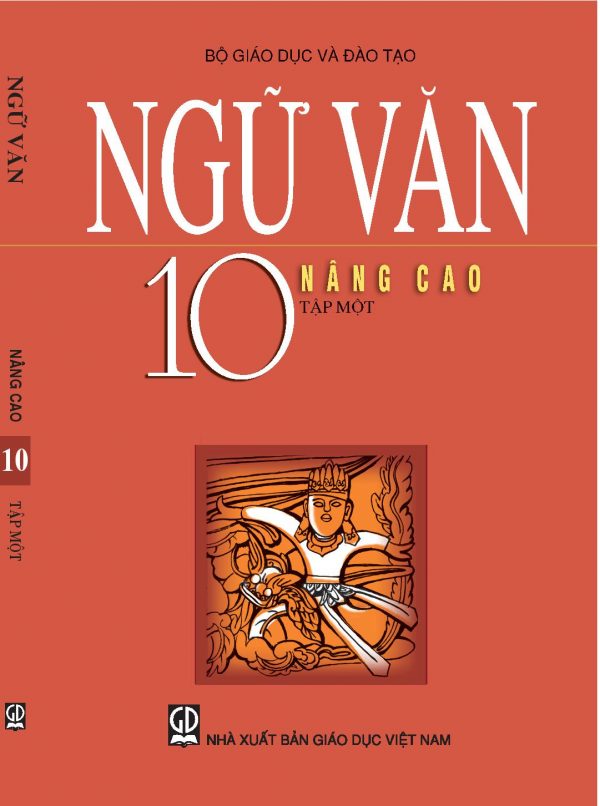 BỘ GIÁO DỤC VÀ ĐÀO TẠO
NGỮ VĂN
10
NÂNG CAO
TẬP MỘT
GD
NHÀ XUẤT BẢN GIÁO DỤC VIỆT NAM
NGỮ VĂN
NÂNG CAO
10
TẬP MỘT
GD